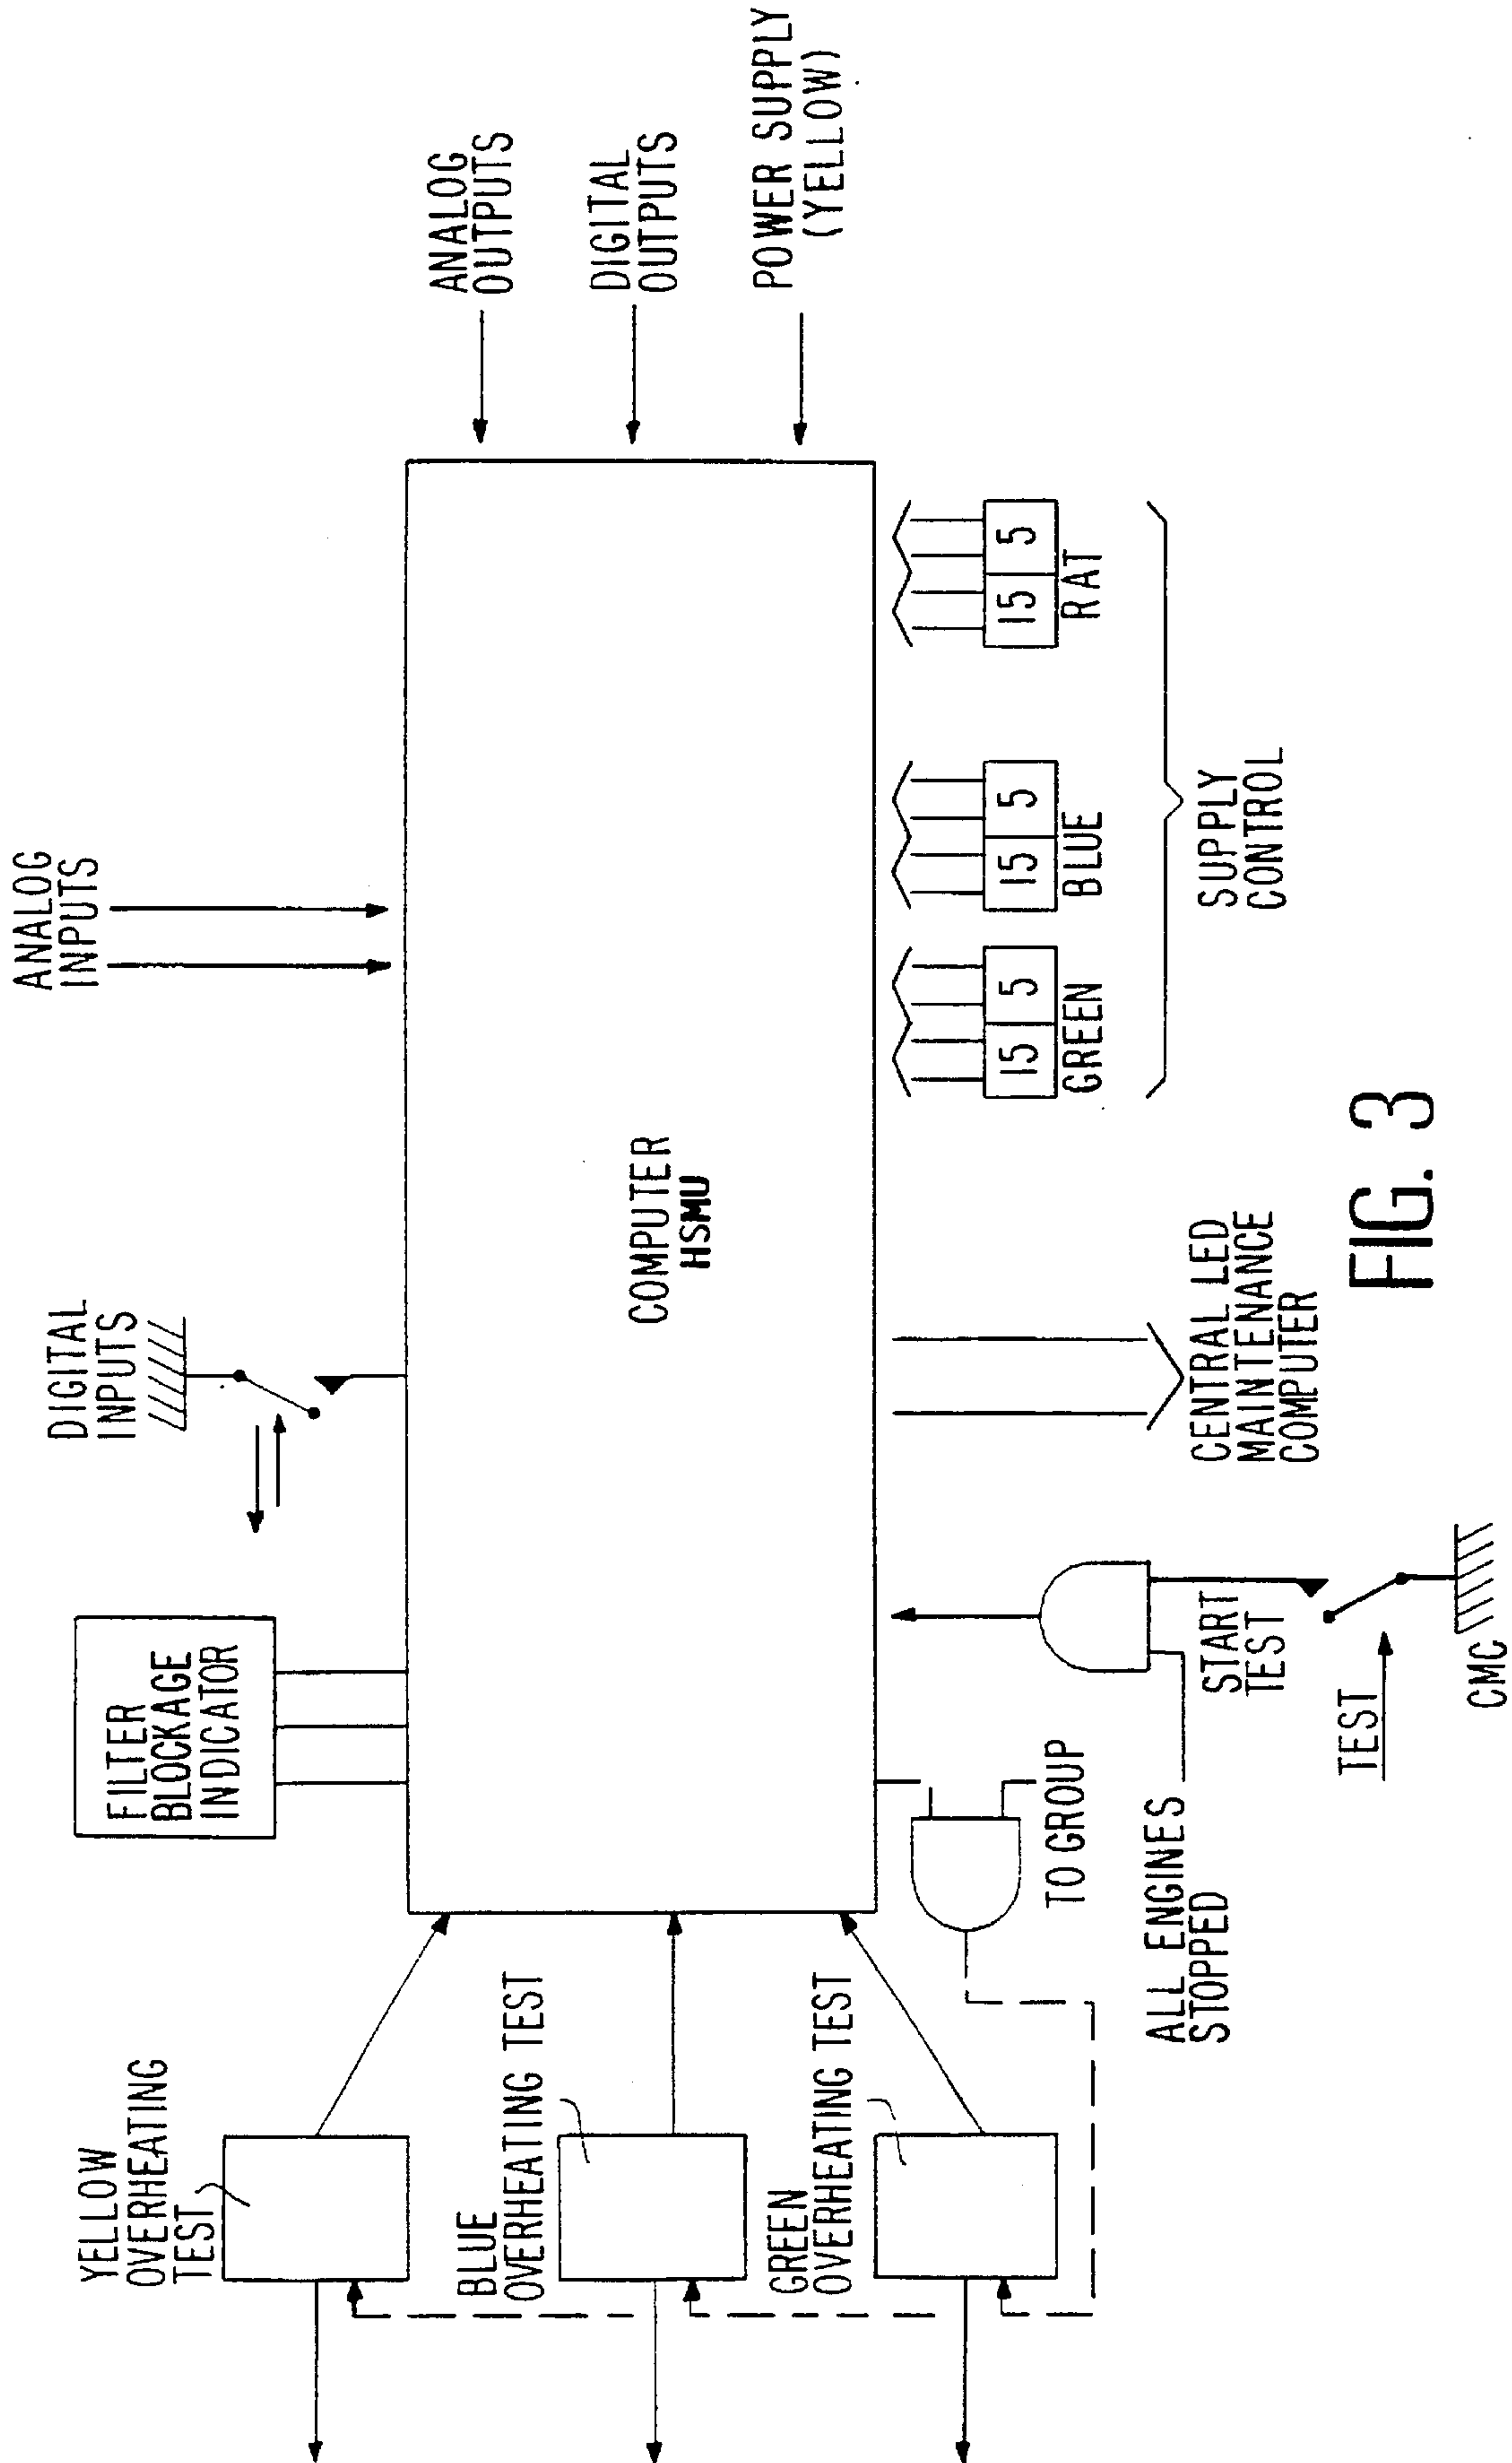 YELLOW
OVERHEATING
TEST
BLUE
OVERHEATING TEST
GREEN
OVERHEATING TEST
FILTER
BLOCKAGE
INDICATOR
DIGITAL
INPUTS
ANALOG
INPUTS
COMPUTER
HSMU
ANALOG
OUTPUTS
DIGITAL
OUTPUTS
POWER SUPPLY
(YELLOW)
TO GROUP
ALL ENGINES
STOPPED
START
TEST
TEST
CMC
CENTRAL LED
MAINTENANCE
COMPUTER
15 5
GREEN
15 5
BLUE
15 5
RAT
SUPPLY
CONTROL
FIG. 3